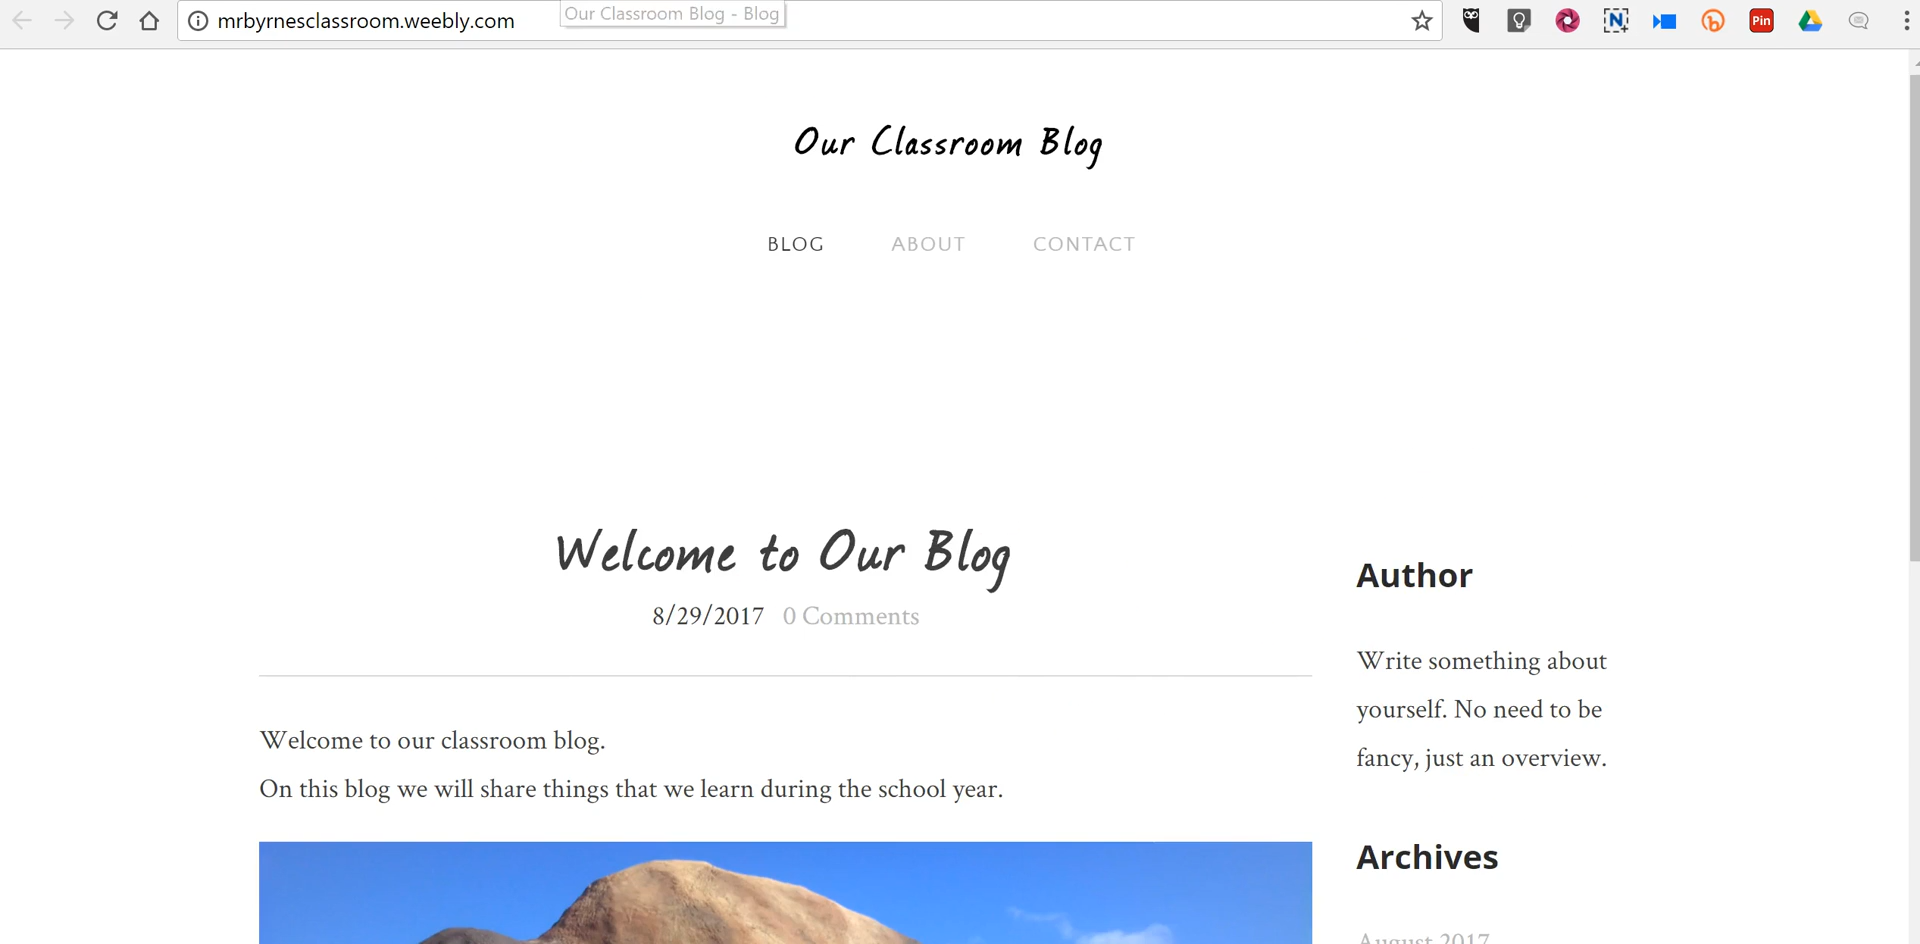 mrbyrnesclassroom.weebly.com
Our Classroom Blog - Blog
N
Pin
Our Classroom Blog
BLOG ABOUT CONTACT
Welcome to Our Blog
8/29/2017 0 Comments
Welcome to our classroom blog.
On this blog we will share things that we learn during the school year.
Author
Write something about
yourself. No need to be
fancy, just an overview.
Archives
August 2017